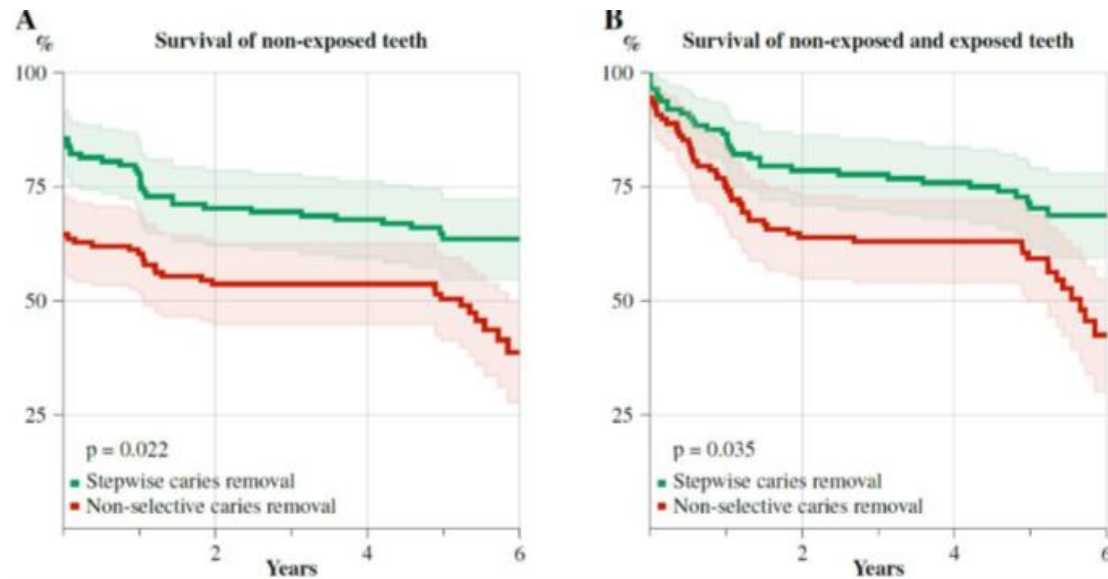 A
%
Survival of non-exposed teeth
100
75
50
25
p = 0.022
Stepwise caries removal
Non-selective caries removal
2
4
6
Years
B
%
Survival of non-exposed and exposed teeth
100
75
50
25
p = 0.035
Stepwise caries removal
Non-selective caries removal
2
4
6
Years